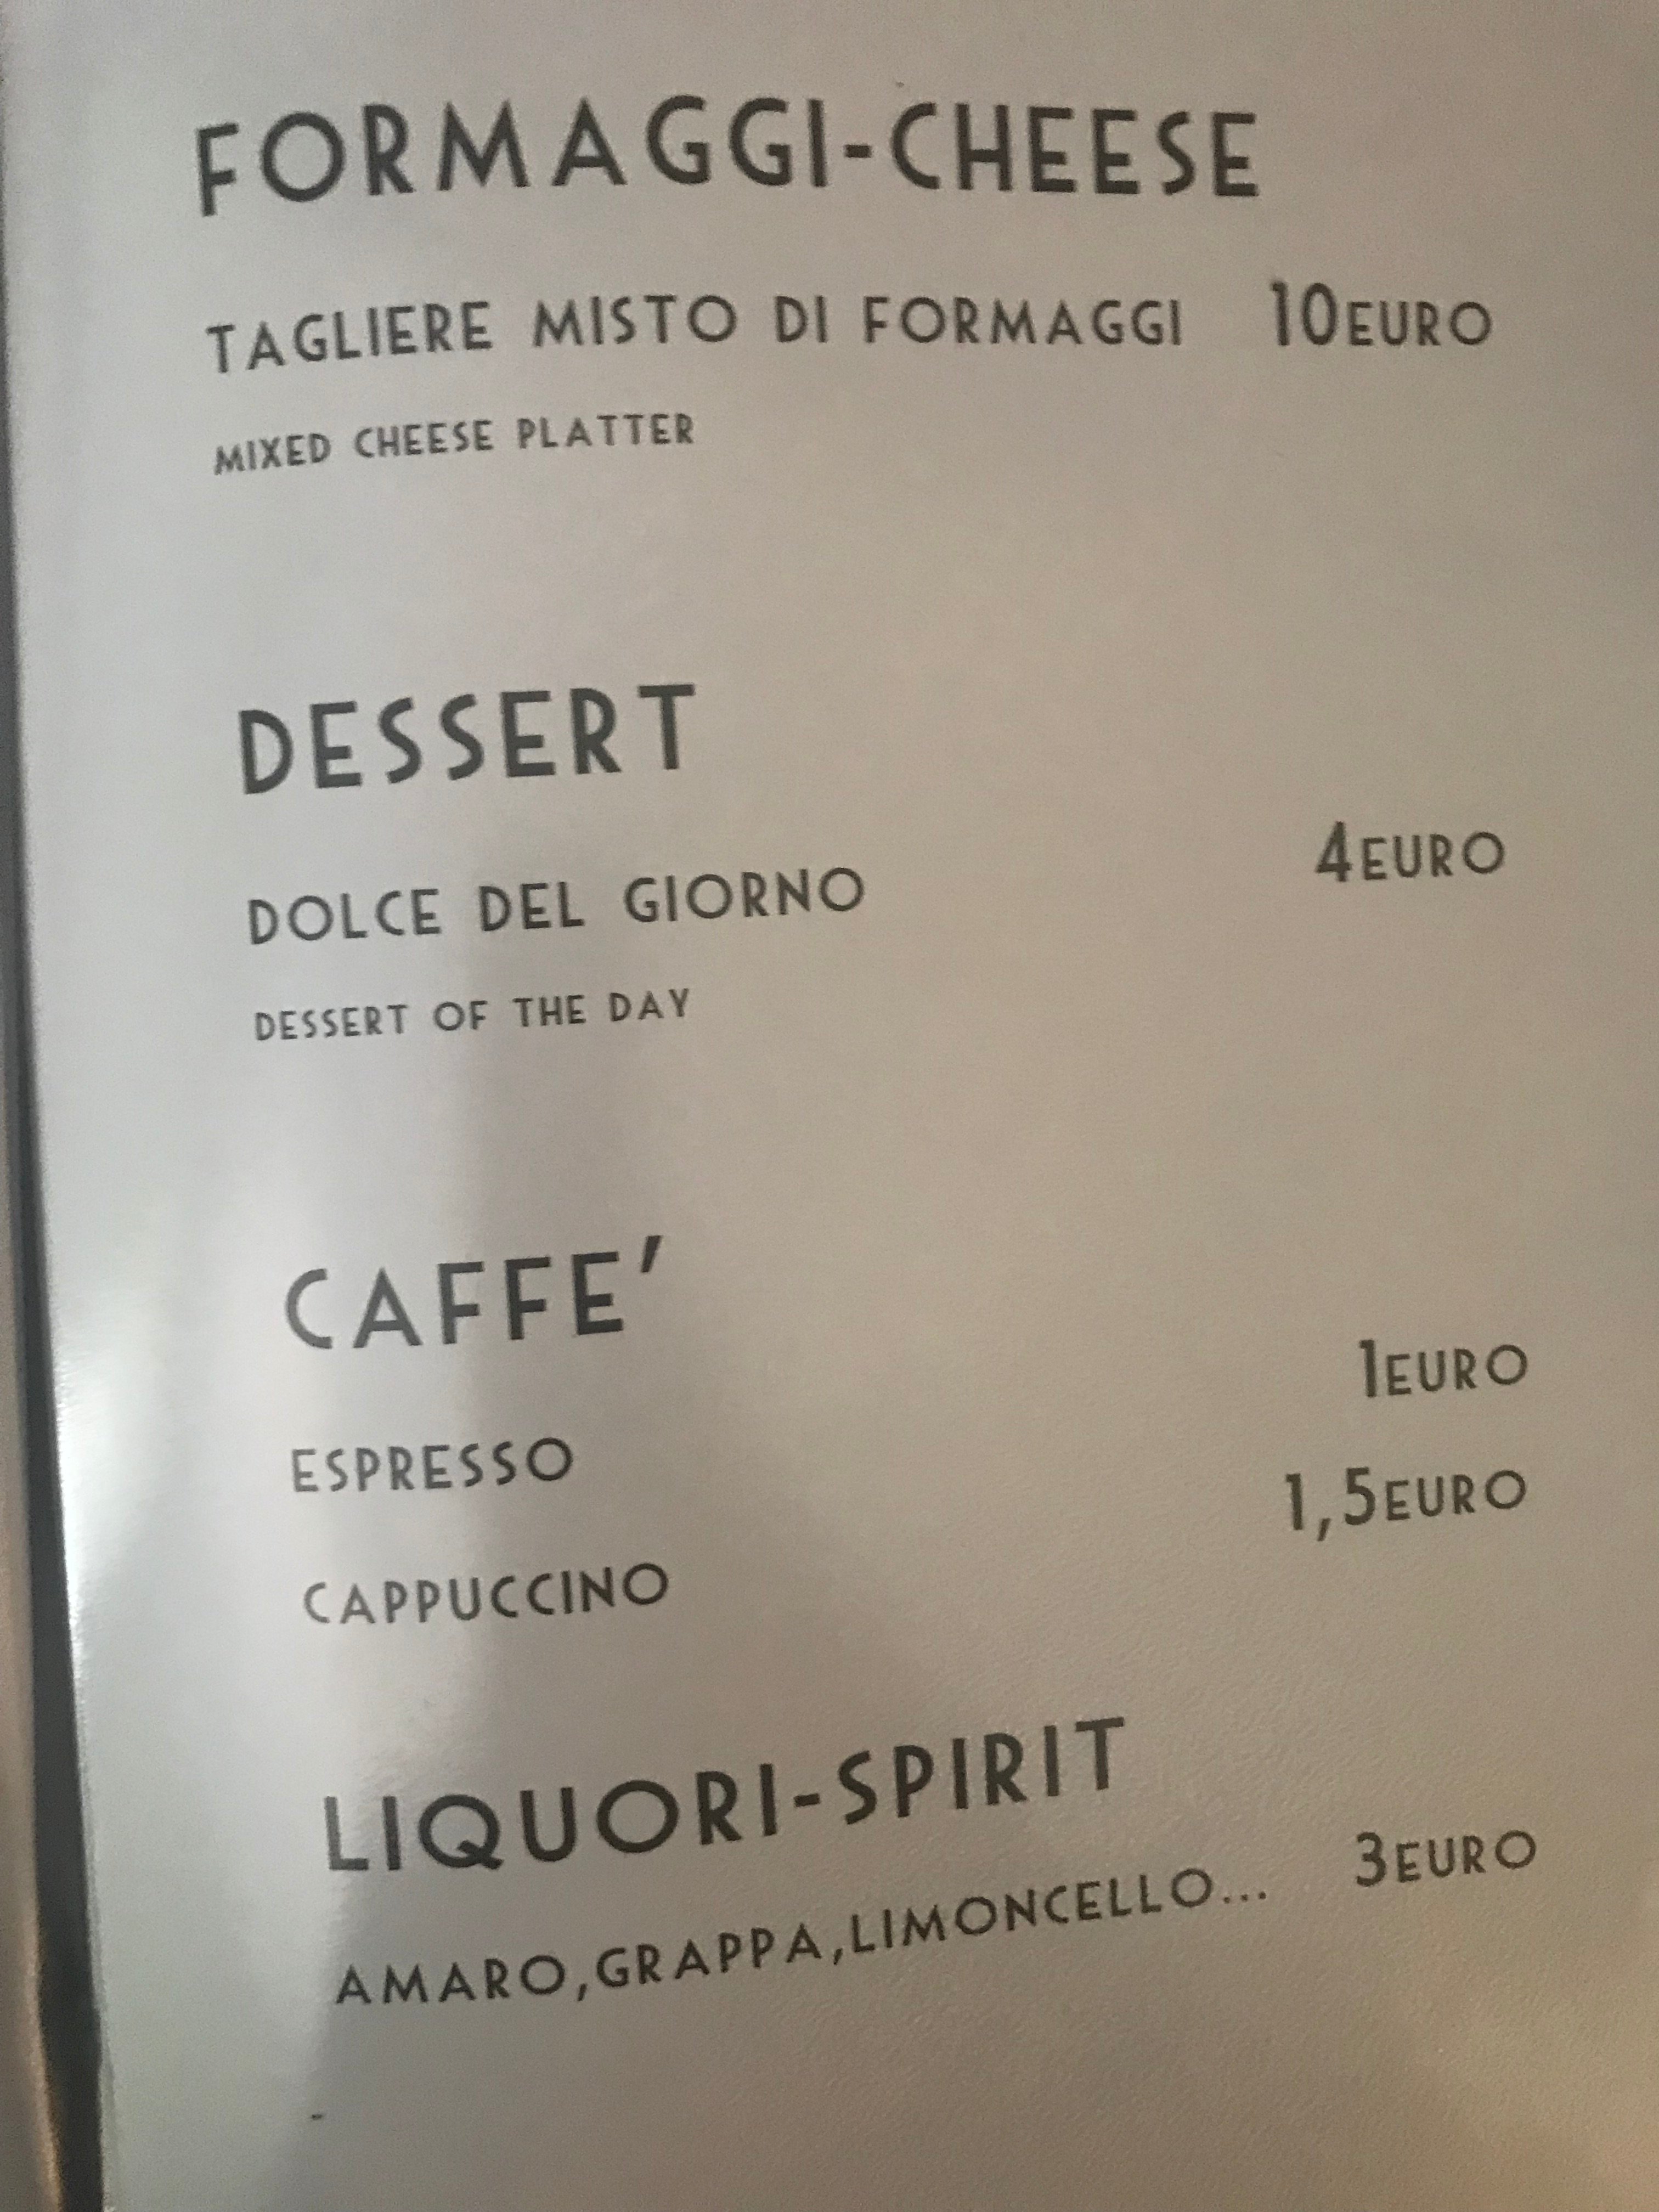 FORMAGGI-CHEESE
TAGLIERE MISTO DI FORMAGGI 10EURO
MIXED CHEESE PLATTER
DESSERT
DOLCE DEL GIORNO 4EURO
DESSERT OF THE DAY
CAFFE'
ESPRESSO 1EURO
CAPPUCCINO 1,5EURO
LIQUORI-SPIRIT
AMARO,GRAPPA,LIMONCELLO... 3EURO
-